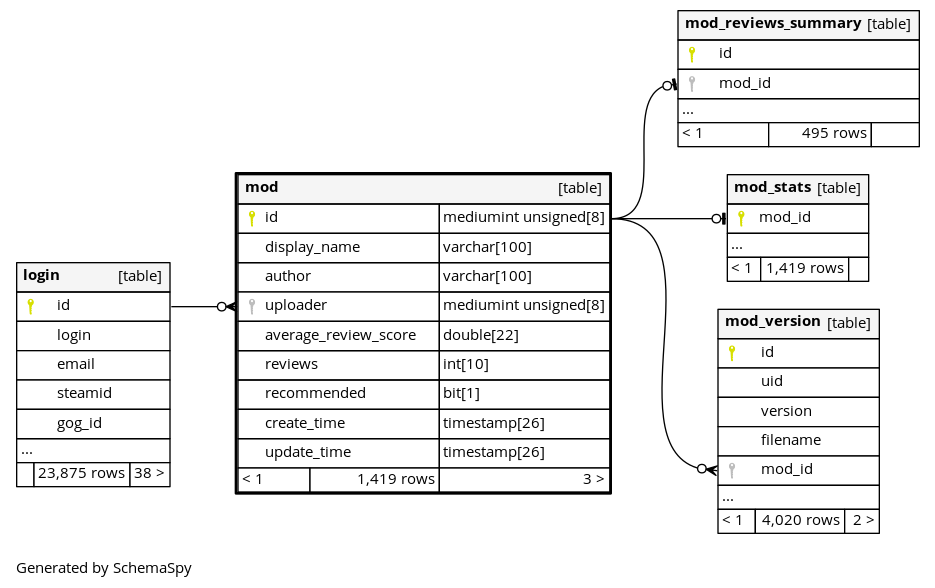 mod_reviews_summary [table]
id
mod_id
...
< 1 495 rows
mod [table]
id mediumint unsigned[8]
display_name varchar[100]
author varchar[100]
uploader mediumint unsigned[8]
average_review_score double[22]
reviews int[10]
recommended bit[1]
create_time timestamp[26]
update_time timestamp[26]
< 1 1,419 rows 3 >
mod_stats [table]
mod_id
...
< 1 1,419 rows
login [table]
id
login
email
steamid
gog_id
...
23,875 rows 38 >
mod_version [table]
id
uid
version
filename
mod_id
...
< 1 4,020 rows 2 >
Generated by SchemaSpy